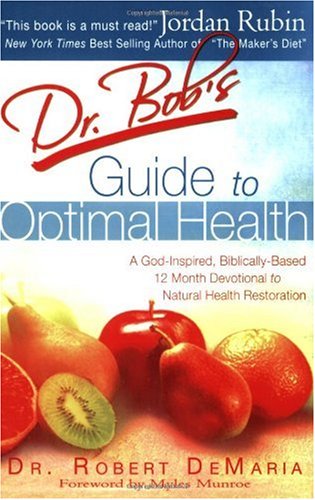 "This book is a must read!" Jordan Rubin
New York Times Best Selling Author of "The Maker's Diet"
Dr. Bob's
Guide to
Optimal Health
A God-Inspired, Biblically-Based
12 Month Devotional to
Natural Health Restoration
Dr. Robert DeMaria
Foreword by Myles Munroe